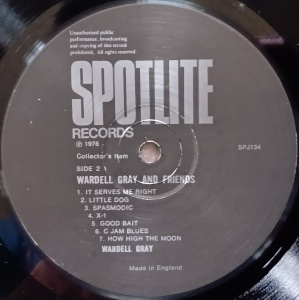 Unauthorised public
performance, broadcasting
and copying of this record
prohibited. All rights reserved
SPOTLITE
RECORDS
℗ 1976
Collector's Item
SPJ134
SIDE 2
WARDELL GRAY AND FRIENDS
1. IT SERVES ME RIGHT
2. LITTLE DOG
3. SPASMODIC
4. X-1
5. GOOD BAIT
6. C JAM BLUES
7. HOW HIGH THE MOON
WARDELL GRAY
Made in England